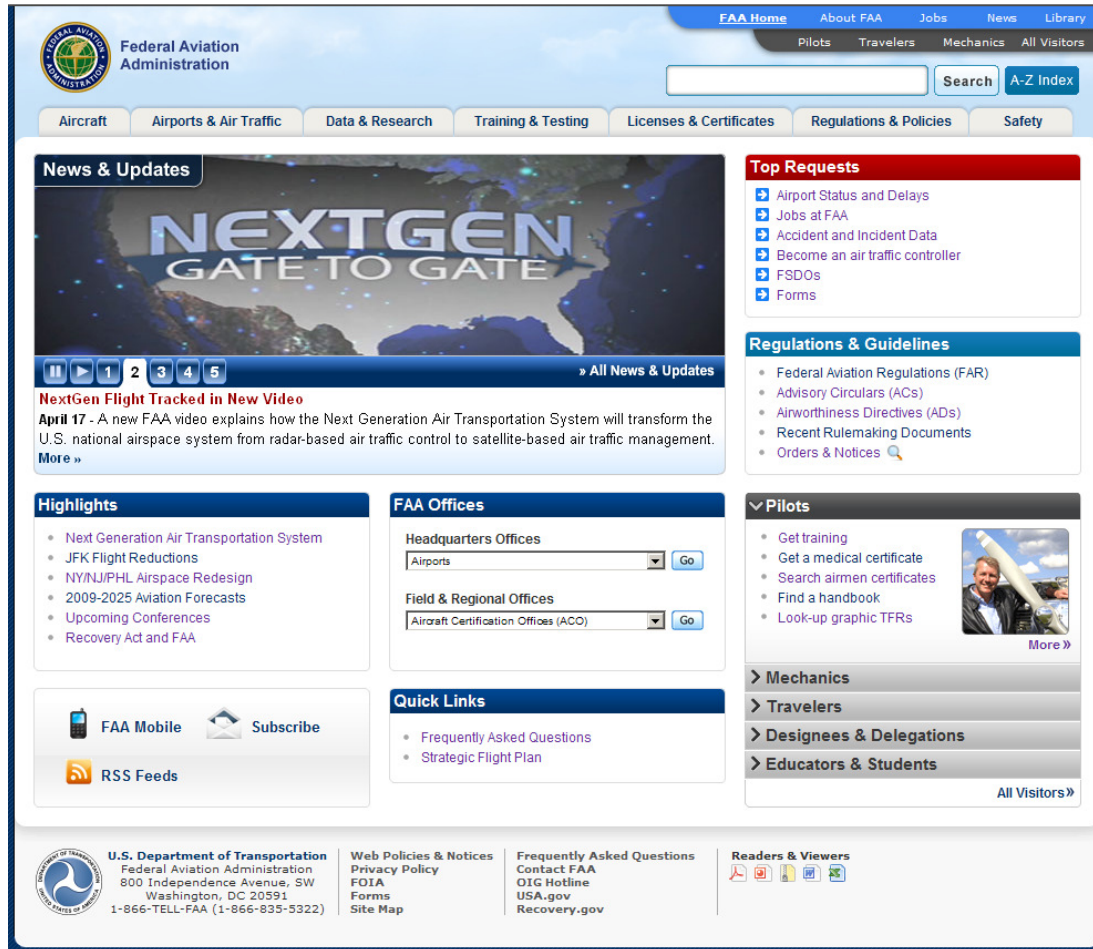 FAA Home About FAA Jobs News Library
Pilots Travelers Mechanics All Visitors
Federal Aviation
Administration
Search A-Z Index
Aircraft Airports & Air Traffic Data & Research Training & Testing Licenses & Certificates Regulations & Policies Safety
News & Updates
NEXTGEN
GATE TO GATE
1 2 3 4 5 » All News & Updates
NextGen Flight Tracked in New Video
April 17 - A new FAA video explains how the Next Generation Air Transportation System will transform the
U.S. national airspace system from radar-based air traffic control to satellite-based air traffic management.
More »
Top Requests
Airport Status and Delays
Jobs at FAA
Accident and Incident Data
Become an air traffic controller
FSDOs
Forms
Regulations & Guidelines
Federal Aviation Regulations (FAR)
Advisory Circulars (ACs)
Airworthiness Directives (ADs)
Recent Rulemaking Documents
Orders & Notices
Highlights
Next Generation Air Transportation System
JFK Flight Reductions
NY/NJ/PHL Airspace Redesign
2009-2025 Aviation Forecasts
Upcoming Conferences
Recovery Act and FAA
FAA Offices
Headquarters Offices
Airports Go
Field & Regional Offices
Aircraft Certification Offices (ACO) Go
Pilots
Get training
Get a medical certificate
Search airmen certificates
Find a handbook
Look-up graphic TFRs
More »
Mechanics
Travelers
Designees & Delegations
Educators & Students
All Visitors »
FAA Mobile Subscribe
RSS Feeds
Quick Links
Frequently Asked Questions
Strategic Flight Plan
U.S. Department of Transportation
Federal Aviation Administration
800 Independence Avenue, SW
Washington, DC 20591
1-866-TELL-FAA (1-866-835-5322)
Web Policies & Notices
Privacy Policy
FOIA
Forms
Site Map
Frequently Asked Questions
Contact FAA
OIG Hotline
USA.gov
Recovery.gov
Readers & Viewers